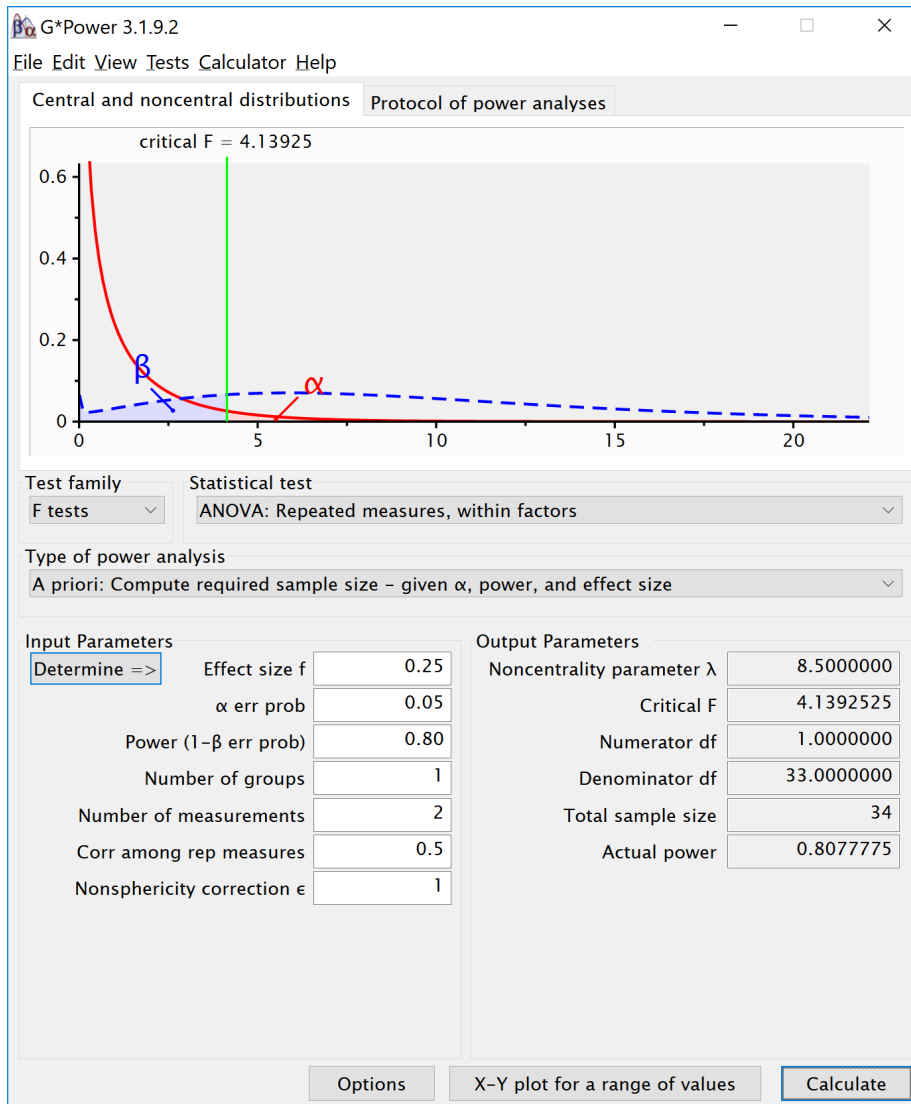 βα G*Power 3.1.9.2
File Edit View Tests Calculator Help
Central and noncentral distributions Protocol of power analyses
critical F = 4.13925
0.6
0.4
0.2
0
β
α
0 5 10 15 20
Test family Statistical test
F tests ANOVA: Repeated measures, within factors
Type of power analysis
A priori: Compute required sample size – given α, power, and effect size
Input Parameters Output Parameters
Determine => Effect size f 0.25 Noncentrality parameter λ 8.5000000
α err prob 0.05 Critical F 4.1392525
Power (1-β err prob) 0.80 Numerator df 1.0000000
Number of groups 1 Denominator df 33.0000000
Number of measurements 2 Total sample size 34
Corr among rep measures 0.5 Actual power 0.8077775
Nonsphericity correction ϵ 1
Options X-Y plot for a range of values Calculate